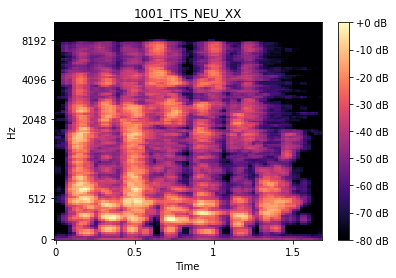 1001_ITS_NEU_XX
+0 dB
8192
-10 dB
4096
-20 dB
-30 dB
2048
Hz
-40 dB
1024
-50 dB
512
-60 dB
-70 dB
0
-80 dB
0
0.5
1
1.5
Time